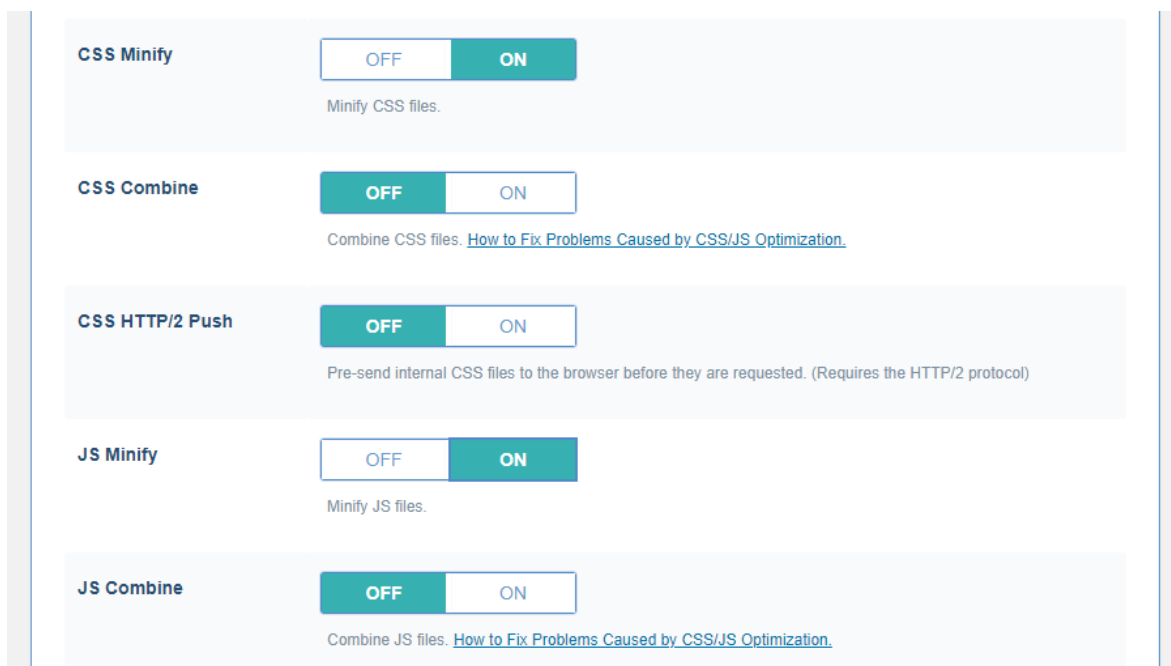 CSS Minify
OFF ON
Minify CSS files.
CSS Combine
OFF ON
Combine CSS files. How to Fix Problems Caused by CSS/JS Optimization.
CSS HTTP/2 Push
OFF ON
Pre-send internal CSS files to the browser before they are requested. (Requires the HTTP/2 protocol)
JS Minify
OFF ON
Minify JS files.
JS Combine
OFF ON
Combine JS files. How to Fix Problems Caused by CSS/JS Optimization.